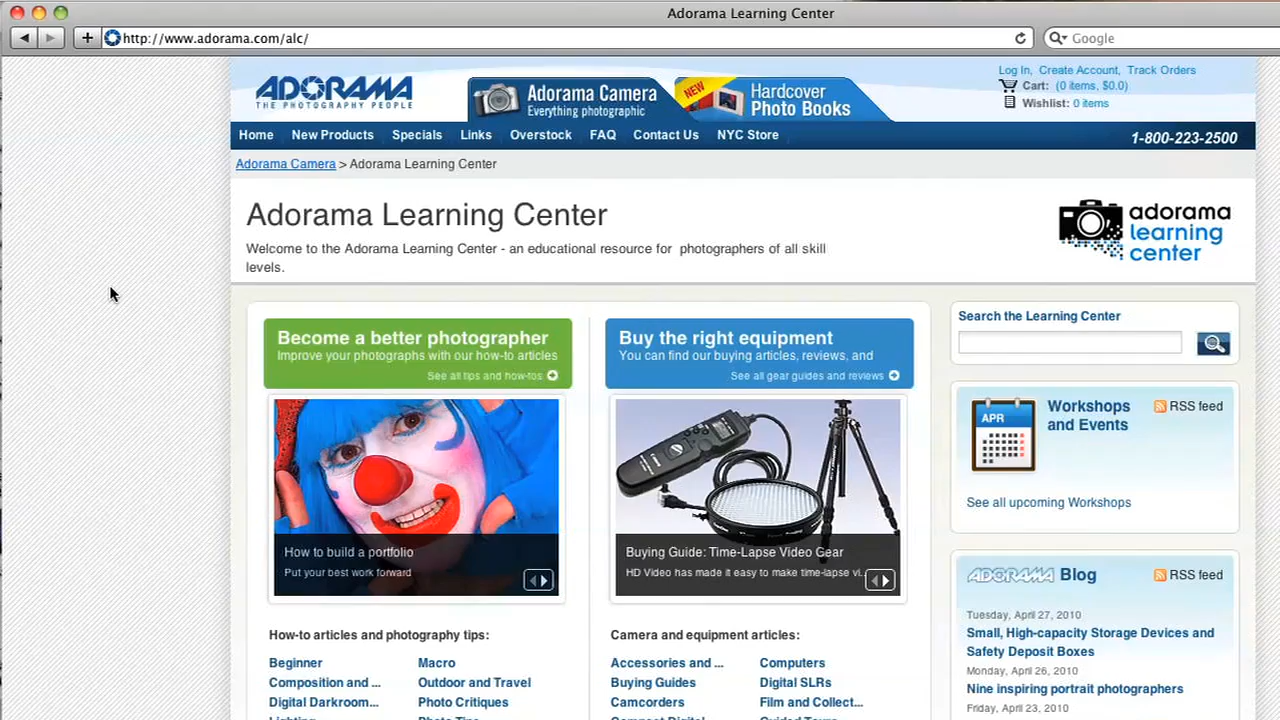 Adorama Learning Center
http://www.adorama.com/alc/
Google
ADORAMA
THE PHOTOGRAPHY PEOPLE
Adorama Camera
Everything photographic
NEW
Hardcover
Photo Books
Log In, Create Account, Track Orders
Cart: (0 items, $0.0)
Wishlist: 0 items
Home New Products Specials Links Overstock FAQ Contact Us NYC Store
1-800-223-2500
Adorama Camera > Adorama Learning Center
Adorama Learning Center
Welcome to the Adorama Learning Center - an educational resource for photographers of all skill
levels.
adorama
learning
center
Become a better photographer
Improve your photographs with our how-to articles
See all tips and how-tos
How to build a portfolio
Put your best work forward
How-to articles and photography tips:
Beginner Macro
Composition and ... Outdoor and Travel
Digital Darkroom... Photo Critiques
Buy the right equipment
You can find our buying articles, reviews, and
See all gear guides and reviews
Buying Guide: Time-Lapse Video Gear
HD Video has made it easy to make time-lapse vi...
Camera and equipment articles:
Accessories and ... Computers
Buying Guides Digital SLRs
Camcorders Film and Collect...
Search the Learning Center
APR
Workshops
and Events
RSS feed
See all upcoming Workshops
ADORAMA Blog
RSS feed
Tuesday, April 27, 2010
Small, High-capacity Storage Devices and
Safety Deposit Boxes
Monday, April 26, 2010
Nine inspiring portrait photographers
Friday, April 23, 2010